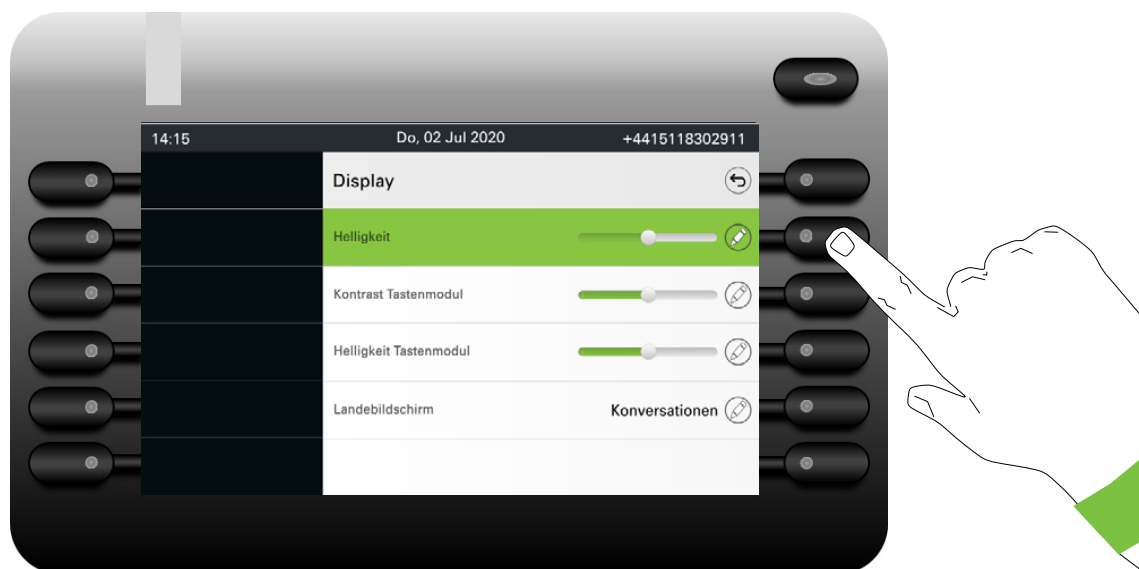 14:15 Do, 02 Jul 2020 +4415118302911
Display
Helligkeit
Kontrast Tastenmodul
Helligkeit Tastenmodul
Landebildschirm Konversationen